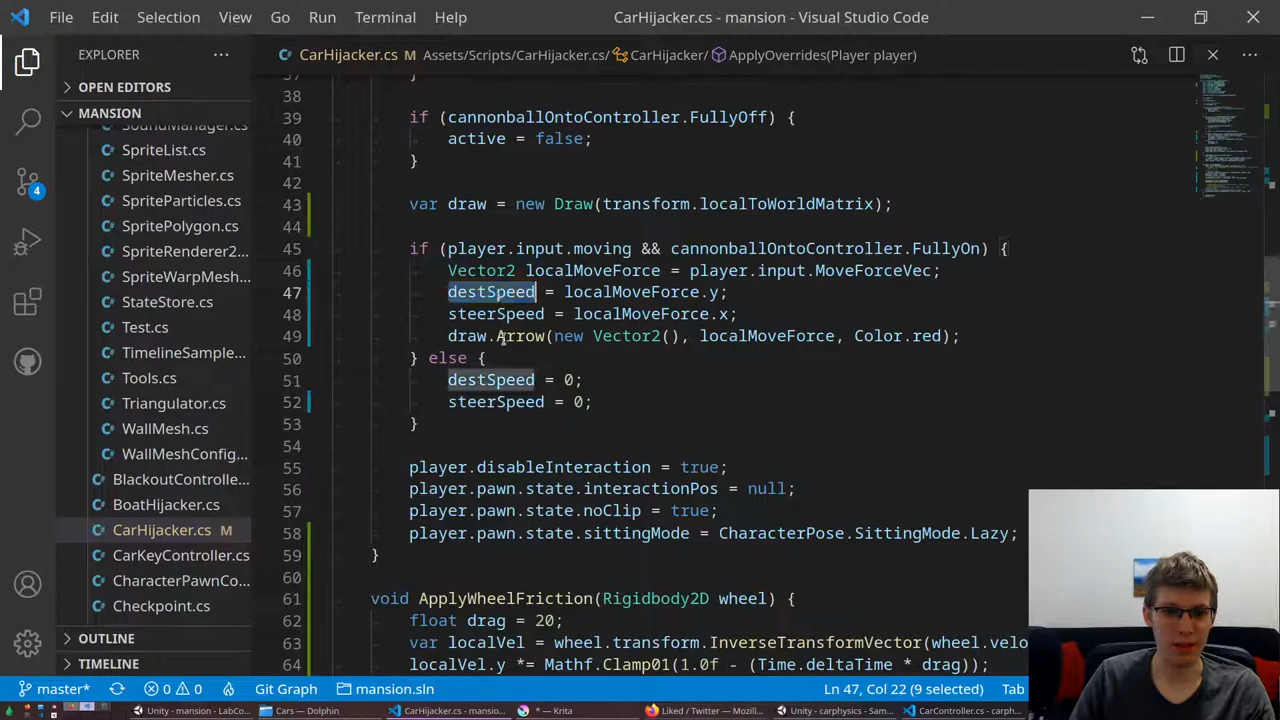 File Edit Selection View Go Run Terminal Help CarHijacker.cs - mansion - Visual Studio Code
EXPLORER
CarHijacker.cs M Assets/Scripts/CarHijacker.cs/ CarHijacker/ ApplyOverrides(Player player)
OPEN EDITORS
MANSION
SoundManager.cs
SpriteList.cs
SpriteMesher.cs
SpriteParticles.cs
SpritePolygon.cs
SpriteRenderer2...
SpriteWarpMesh...
StateStore.cs
Test.cs
TimelineSample...
Tools.cs
Triangulator.cs
WallMesh.cs
WallMeshConfig...
BlackoutControlle...
BoatHijacker.cs
CarHijacker.cs M
CarKeyController.cs
CharacterPawnCo...
Checkpoint.cs
OUTLINE
TIMELINE
4
37 }
38
39 if (cannonballOntoController.FullyOff) {
40 active = false;
41 }
42
43 var draw = new Draw(transform.localToWorldMatrix);
44
45 if (player.input.moving && cannonballOntoController.FullyOn) {
46 Vector2 localMoveForce = player.input.MoveForceVec;
47 destSpeed = localMoveForce.y;
48 steerSpeed = localMoveForce.x;
49 draw.Arrow(new Vector2(), localMoveForce, Color.red);
50 } else {
51 destSpeed = 0;
52 steerSpeed = 0;
53 }
54
55 player.disableInteraction = true;
56 player.pawn.state.interactionPos = null;
57 player.pawn.state.noClip = true;
58 player.pawn.state.sittingMode = CharacterPose.SittingMode.Lazy;
59 }
60
61 void ApplyWheelFriction(Rigidbody2D wheel) {
62 float drag = 20;
63 var localVel = wheel.transform.InverseTransformVector(wheel.velo
64 localVel.y *= Mathf.Clamp01(1.0f - (Time.deltaTime * drag));
master* 0 0 Git Graph mansion.sln Ln 47, Col 22 (9 selected) Tab
Unity - mansion - LabCo... Cars — Dolphin CarHijacker.cs - mansio... * — Krita Liked / Twitter — Mozill... Unity - carphysics - Sam... CarController.cs - carph...